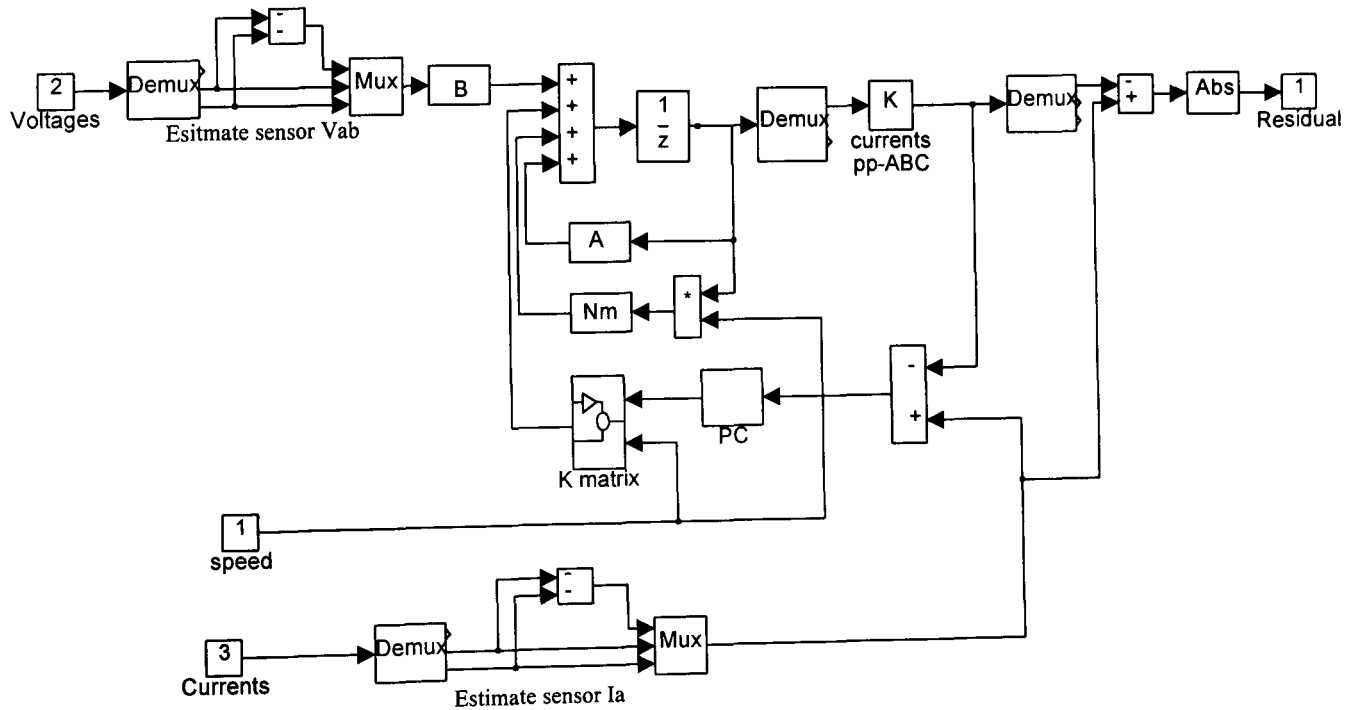 -
-
2
Voltages
Demux
Mux
Esitmate sensor Vab
B
+
+
+
+
1
z
Demux
K
currents
pp-ABC
Demux
-
+
Abs
1
Residual
A
Nm
*
K matrix
PC
-
+
1
speed
-
-
3
Currents
Demux
Mux
Estimate sensor Ia